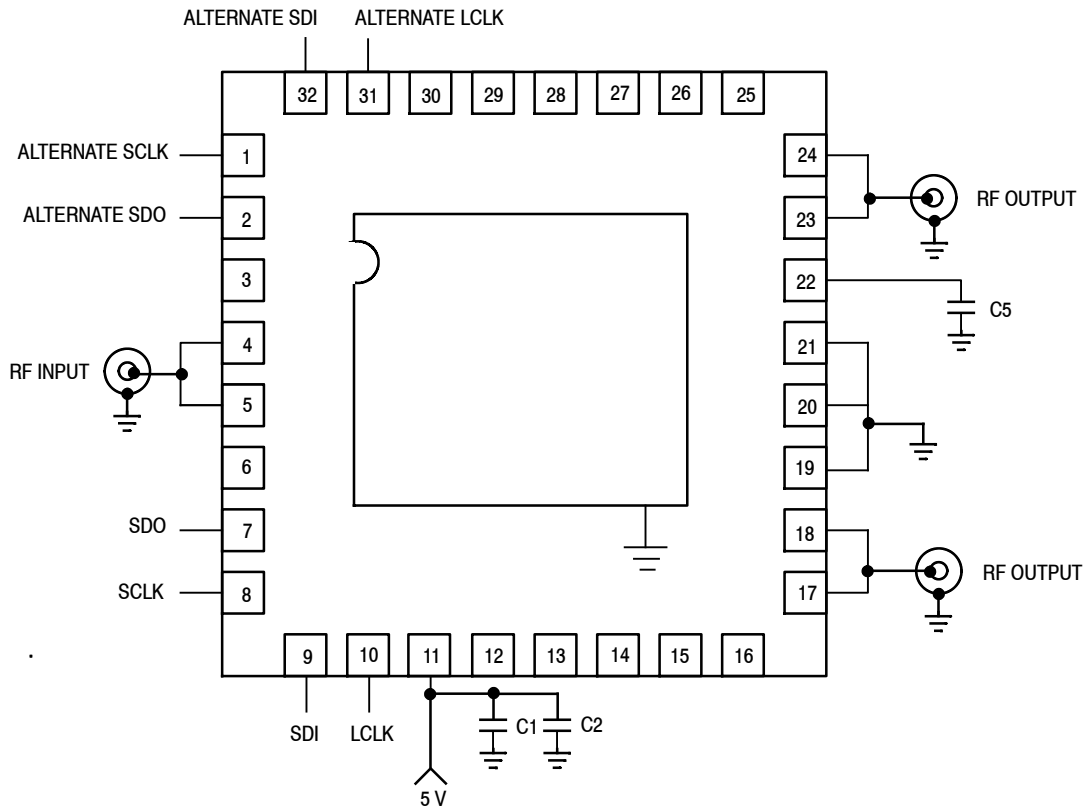 ALTERNATE SDI ALTERNATE LCLK
32 31 30 29 28 27 26 25
ALTERNATE SCLK 1
ALTERNATE SDO 2
3
RF INPUT 4
5
6
SDO 7
SCLK 8
24
23 RF OUTPUT
22 C5
21
20
19
18
17 RF OUTPUT
9 10 11 12 13 14 15 16
SDI LCLK C1 C2
5 V